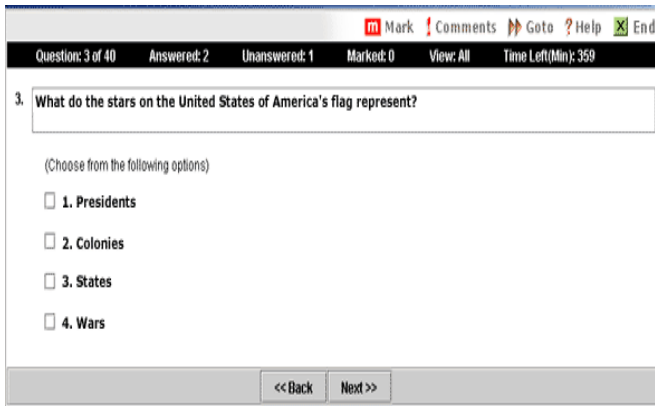 m Mark ! Comments Goto ? Help X End
Question: 3 of 40 Answered: 2 Unanswered: 1 Marked: 0 View: All Time Left(Min): 359
3. What do the stars on the United States of America's flag represent?
(Choose from the following options)
1. Presidents
2. Colonies
3. States
4. Wars
<< Back Next >>